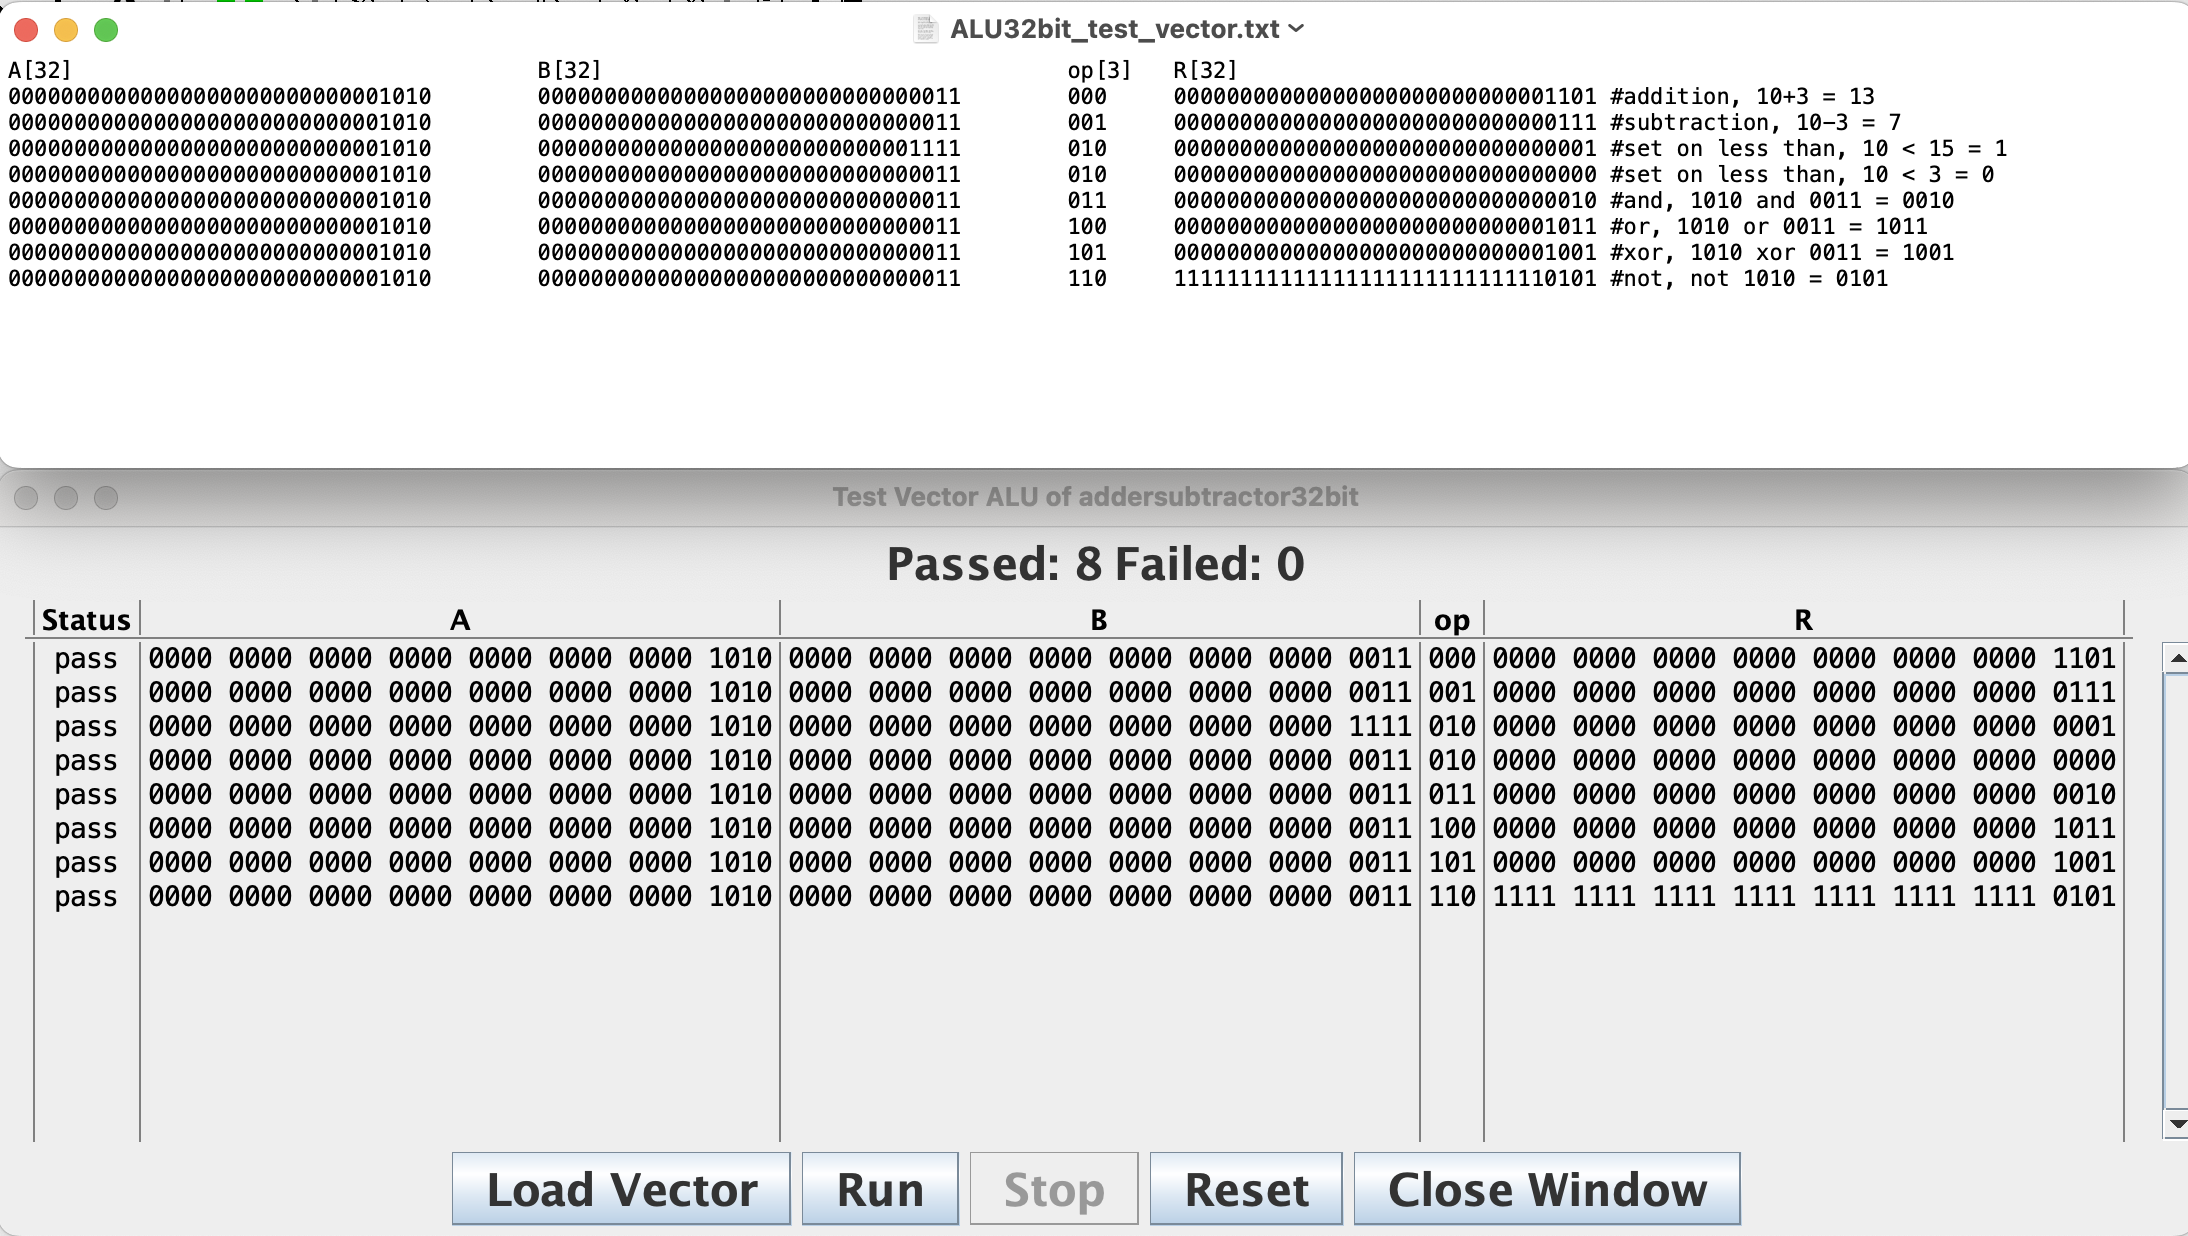 ALU32bit_test_vector.txt
A[32] B[32] op[3] R[32]
00000000000000000000000000001010 00000000000000000000000000000011 000 00000000000000000000000000001101 #addition, 10+3 = 13
00000000000000000000000000001010 00000000000000000000000000000011 001 00000000000000000000000000000111 #subtraction, 10-3 = 7
00000000000000000000000000001010 00000000000000000000000000001111 010 00000000000000000000000000000001 #set on less than, 10 < 15 = 1
00000000000000000000000000001010 00000000000000000000000000000011 010 00000000000000000000000000000000 #set on less than, 10 < 3 = 0
00000000000000000000000000001010 00000000000000000000000000000011 011 00000000000000000000000000000010 #and, 1010 and 0011 = 0010
00000000000000000000000000001010 00000000000000000000000000000011 100 00000000000000000000000000001011 #or, 1010 or 0011 = 1011
00000000000000000000000000001010 00000000000000000000000000000011 101 00000000000000000000000000001001 #xor, 1010 xor 0011 = 1001
00000000000000000000000000001010 00000000000000000000000000000011 110 11111111111111111111111111110101 #not, not 1010 = 0101
Test Vector ALU of addersubtractor32bit
Passed: 8 Failed: 0
Status A B op R
pass 0000 0000 0000 0000 0000 0000 0000 1010 0000 0000 0000 0000 0000 0000 0000 0011 000 0000 0000 0000 0000 0000 0000 0000 1101
pass 0000 0000 0000 0000 0000 0000 0000 1010 0000 0000 0000 0000 0000 0000 0000 0011 001 0000 0000 0000 0000 0000 0000 0000 0111
pass 0000 0000 0000 0000 0000 0000 0000 1010 0000 0000 0000 0000 0000 0000 0000 1111 010 0000 0000 0000 0000 0000 0000 0000 0001
pass 0000 0000 0000 0000 0000 0000 0000 1010 0000 0000 0000 0000 0000 0000 0000 0011 010 0000 0000 0000 0000 0000 0000 0000 0000
pass 0000 0000 0000 0000 0000 0000 0000 1010 0000 0000 0000 0000 0000 0000 0000 0011 011 0000 0000 0000 0000 0000 0000 0000 0010
pass 0000 0000 0000 0000 0000 0000 0000 1010 0000 0000 0000 0000 0000 0000 0000 0011 100 0000 0000 0000 0000 0000 0000 0000 1011
pass 0000 0000 0000 0000 0000 0000 0000 1010 0000 0000 0000 0000 0000 0000 0000 0011 101 0000 0000 0000 0000 0000 0000 0000 1001
pass 0000 0000 0000 0000 0000 0000 0000 1010 0000 0000 0000 0000 0000 0000 0000 0011 110 1111 1111 1111 1111 1111 1111 1111 0101
Load Vector Run Stop Reset Close Window